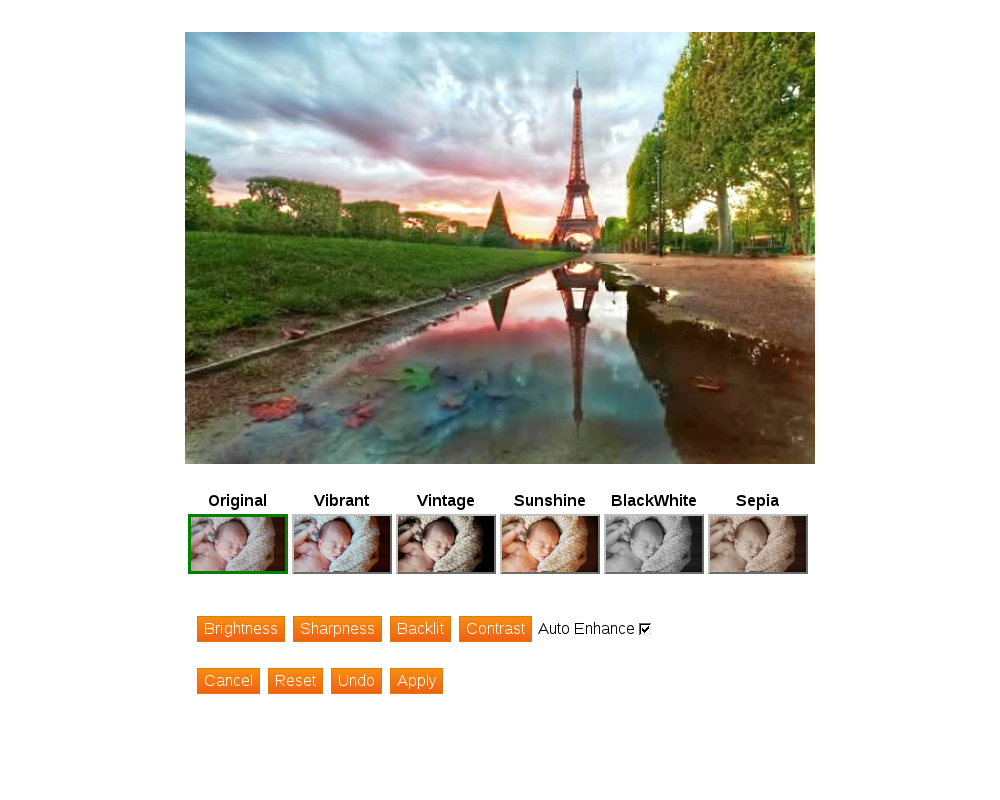 Original Vibrant Vintage Sunshine BlackWhite Sepia
Brightness Sharpness Backlit Contrast Auto Enhance
Cancel Reset Undo Apply